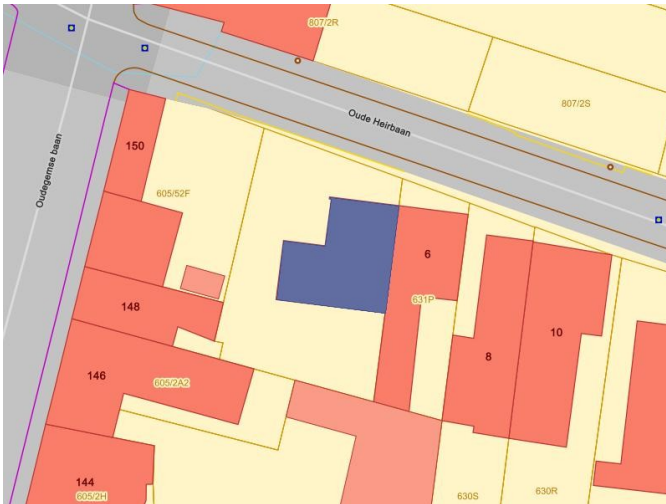 807/2R
807/2S
Oude Heirbaan
Oudegemse baan
150
605/52F
6
631P
148
10
8
146
605/2A2
144
605/2H
630S
630R